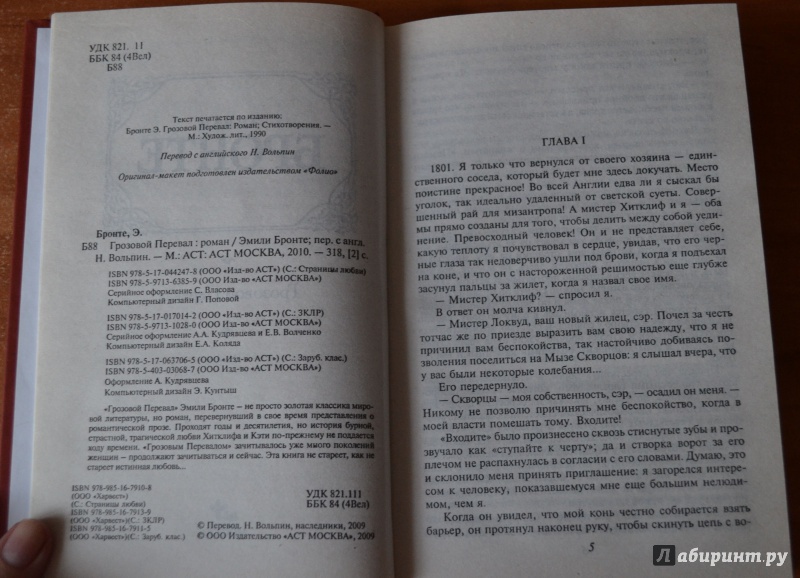 УДК 821. 11
ББК 84 (4Вел)
Б88
Текст печатается по изданию:
Бронте Э. Грозовой Перевал: Роман; Стихотворения. —
М.: Худож. лит., 1990
Перевод с английского Н. Вольпин
Оригинал-макет подготовлен издательством «Фолио»
Бронте, Э.
Б88 Грозовой Перевал : роман / Эмили Бронте; пер. с англ.
Н. Вольпин. — М.: АСТ: АСТ МОСКВА, 2010. — 318, [2] с.
ISBN 978-5-17-044247-8 (ООО «Изд-во АСТ») (С.: Страницы любви)
ISBN 978-5-9713-6385-9 (ООО Изд-во «АСТ МОСКВА»)
Серийное оформление С. Власова
Компьютерный дизайн Г. Поповой
ISBN 978-5-17-017014-2 (ООО «Изд-во АСТ») (С.: ЗКЛР)
ISBN 978-5-9713-1028-0 (ООО Изд-во «АСТ МОСКВА»)
Серийное оформление А.А. Кудрявцева и Е.В. Волченко
Компьютерный дизайн Е.А. Коляда
ISBN 978-5-17-063706-5 (ООО «Изд-во АСТ») (С.: Заруб. клас.)
ISBN 978-5-403-03068-7 (ООО Изд-во «АСТ МОСКВА»)
Оформление А. Кудрявцева
Компьютерный дизайн Э. Кунтыш
«Грозовой Перевал» Эмили Бронте – не просто золотая классика миро-
вой литературы, но роман, перевернувший в свое время представления о
романтической прозе. Проходят годы и десятилетия, но история бурной,
страстной, трагической любви Хитклифа и Кэти по-прежнему не поддается
ходу времени. «Грозовым Перевалом» зачитывалось уже много поколений
женщин – продолжают зачитываться и сейчас. Эта книга не стареет, как не
стареет истинная любовь...
ISBN 978-985-16-7910-8
(ООО «Харвест»)
(С.: Страницы любви)
ISBN 978-985-16-7913-9
(ООО «Харвест»)(С.: ЗКЛР)
ISBN 978-985-16-7911-5
(ООО «Харвест»)(С.: Заруб. клас.)
УДК 821.111
ББК 84 (4Вел)
© Перевод. Н. Вольпин, наследники, 2009
© ООО Издательство «АСТ МОСКВА», 2009
ГЛАВА I
1801. Я только что вернулся от своего хозяина — един-
ственного соседа, который будет мне здесь докучать. Место
поистине прекрасное! Во всей Англии едва ли я сыскал бы
уголок, так идеально удаленный от светской суеты. Совер-
шенный рай для мизантропа! А мистер Хитклиф и я — оба
мы прямо созданы для того, чтобы делить между собой уеди-
нение. Превосходный человек! Он и не представляет себе,
какую теплоту я почувствовал в сердце, увидав, что его чер-
ные глаза так недоверчиво ушли под брови, когда я подъехал
на коне, и что он с настороженной решимостью еще глубже
засунул пальцы за жилет, когда я назвал свое имя.
— Мистер Хитклиф? — спросил я.
В ответ он молча кивнул.
— Мистер Локвуд, ваш новый жилец, сэр. Почел за честь
тотчас же по приезде выразить вам свою надежду, что я не
причинил вам беспокойства, так настойчиво добиваясь по-
зволения поселиться на Мызе Скворцов: я слышал вчера, что
у вас были некоторые колебания...
Его передернуло.
— Скворцы — моя собственность, сэр, — осадил он меня. —
Никому не позволю причинять мне беспокойство, когда в
моей власти помешать тому. Входите!
«Входите» было произнесено сквозь стиснутые зубы и про-
звучало как «ступайте к черту»; да и створка ворот за его
плечом не распахнулась в согласии с его словами. Думаю, это
и склонило меня принять приглашение: я загорелся интере-
сом к человеку, показавшемуся мне еще большим нелюди-
мом, чем я.
Когда он увидел, что мой конь честно собирается взять
барьер, он протянул наконец руку, чтобы скинуть цепь с во-
5
Лабиринт.ру